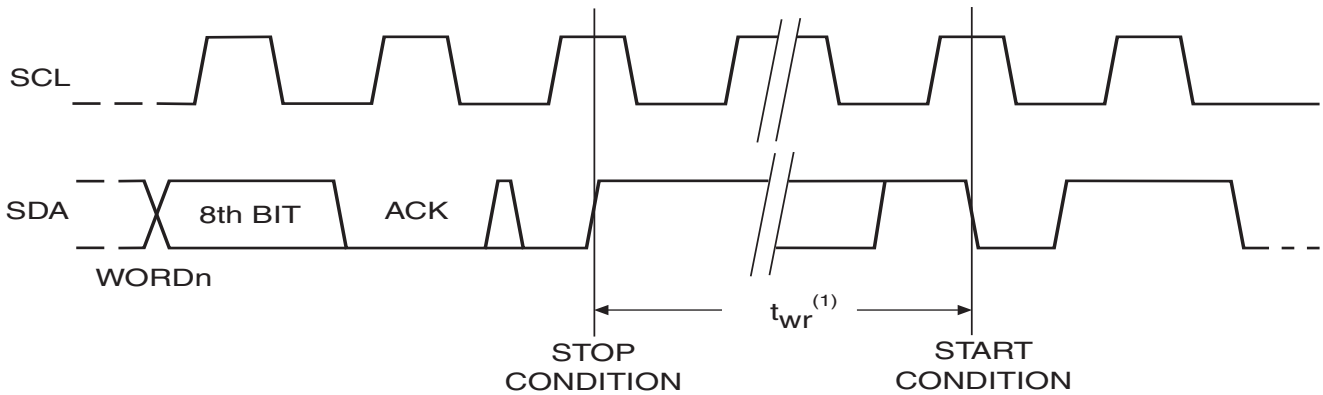 SCL
SDA
8th BIT
ACK
WORDn
twr(1)
STOP
CONDITION
START
CONDITION